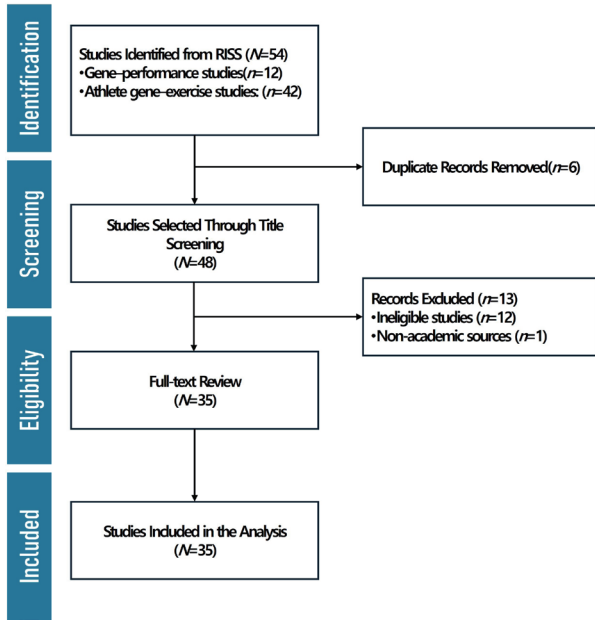 Identification
Studies Identified from RISS (N=54)
•Gene-performance studies(n=12)
•Athlete gene-exercise studies: (n=42)
Duplicate Records Removed(n=6)
Screening
Studies Selected Through Title
Screening
(N=48)
Records Excluded (n=13)
•Ineligible studies (n=12)
•Non-academic sources (n=1)
Eligibility
Full-text Review
(N=35)
Included
Studies Included in the Analysis
(N=35)